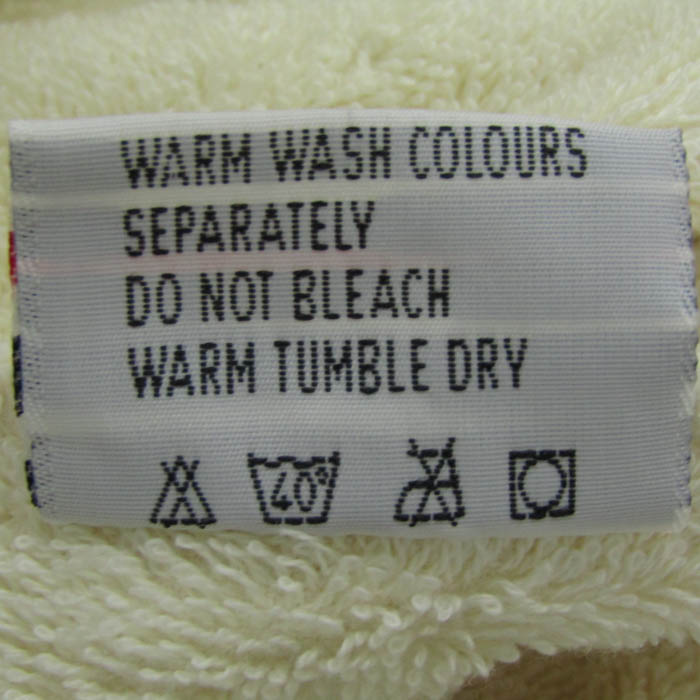 WARM WASH COLOURS
SEPARATELY
DO NOT BLEACH
WARM TUMBLE DRY
40°